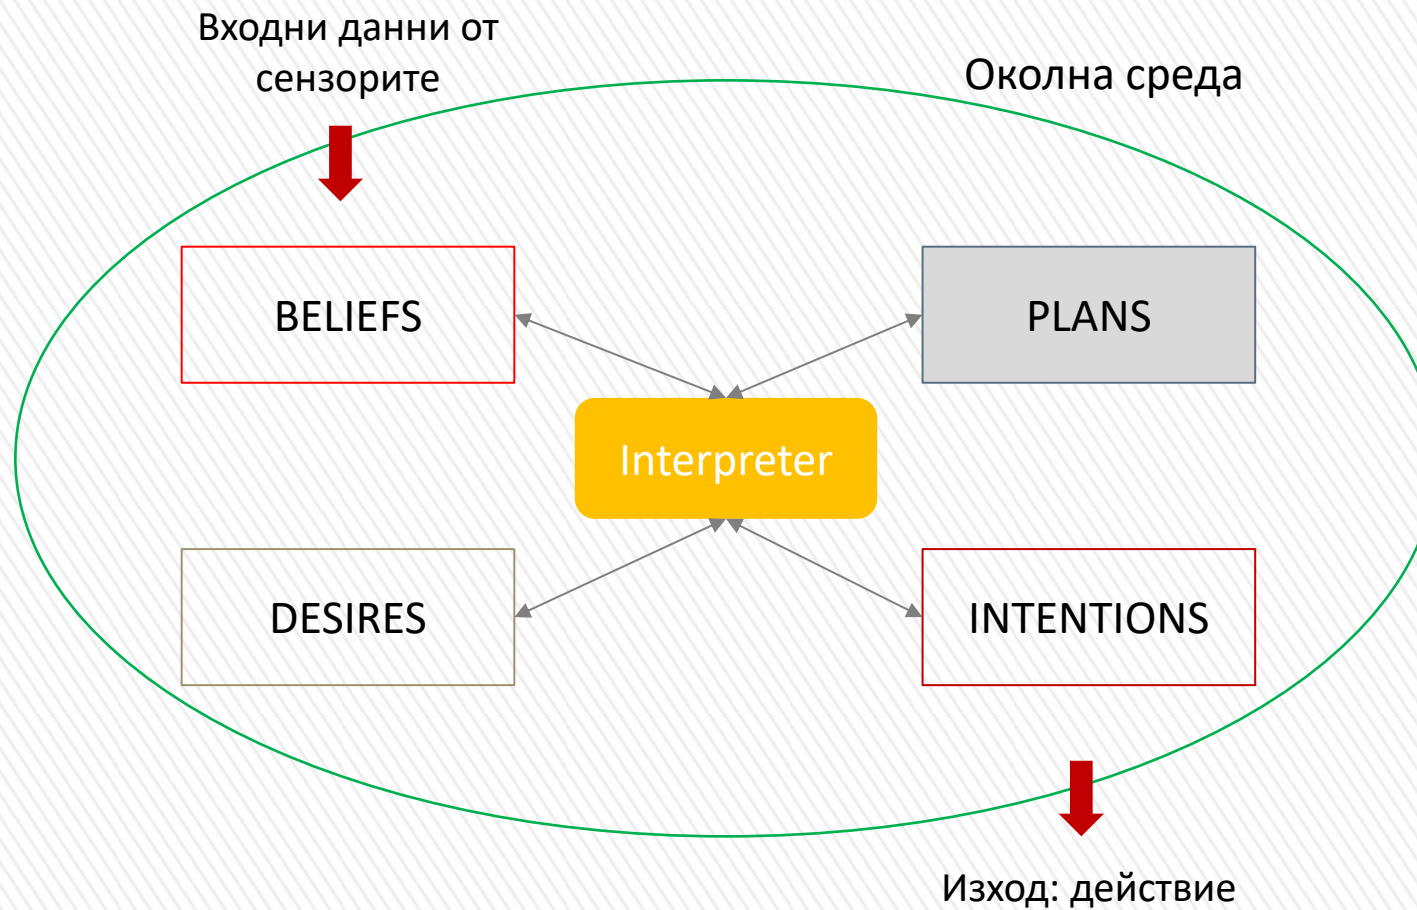 Входни данни от
сензорите
Околна среда
BELIEFS
PLANS
Interpreter
DESIRES
INTENTIONS
Изход: действие